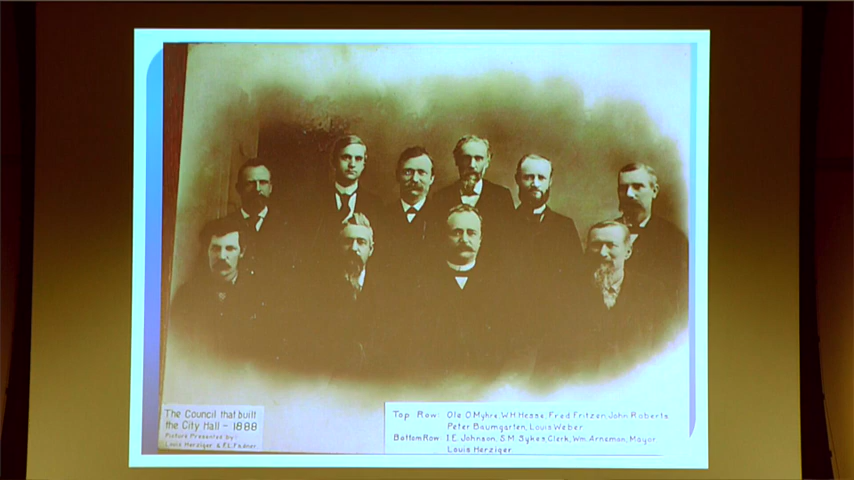 The Council that built
the City Hall - 1888
Picture Presented by:
Louis Herziger & F.L. Fadner
Top Row: Ole O. Myhre, W.H. Hesse, Fred Fritzen, John Roberts
Peter Baumgarten, Louis Weber
Bottom Row: I.E. Johnson, S.M. Sykes, Clerk, Wm. Arneman, Mayor
Louis Herziger